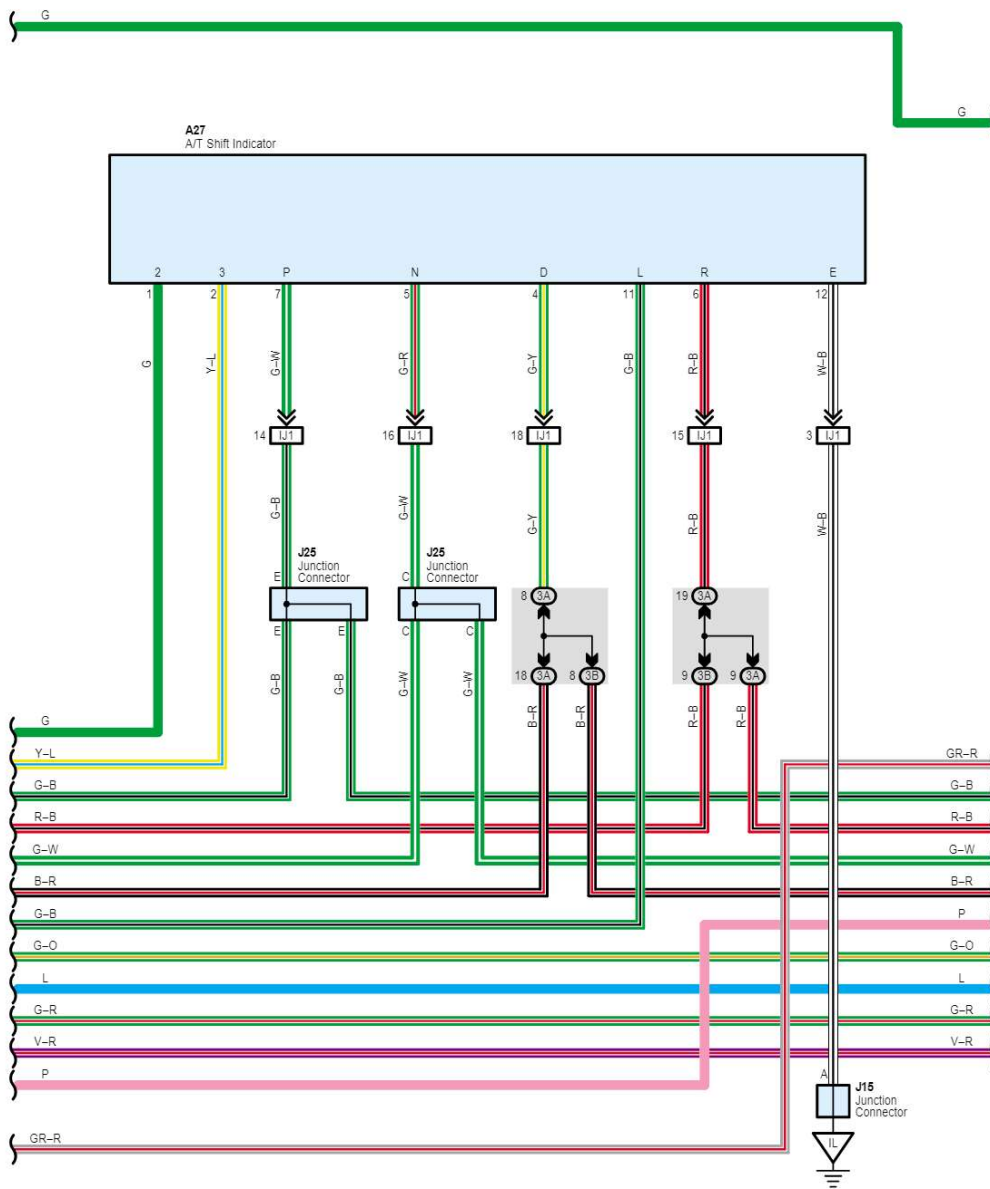 G
G
A27
A/T Shift Indicator
2 3 P N D L R E
1 2 7 5 4 11 6 12
G Y–L G–W G–R G–Y G–B R–B W–B
14 IJ1 16 IJ1 18 IJ1 15 IJ1 3 IJ1
G–B G–W G–Y R–B W–B
J25 J25
Junction Junction
Connector Connector
E C
8 3A 19 3A
E E C C
18 3A 8 3B 9 3B 9 3A
G–B G–B G–W G–W B–R B–R R–B R–B
G
Y–L GR–R
G–B G–B
R–B R–B
G–W G–W
B–R B–R
G–B P
G–O G–O
L L
G–R G–R
V–R V–R
P
A J15
Junction
Connector
GR–R
IL